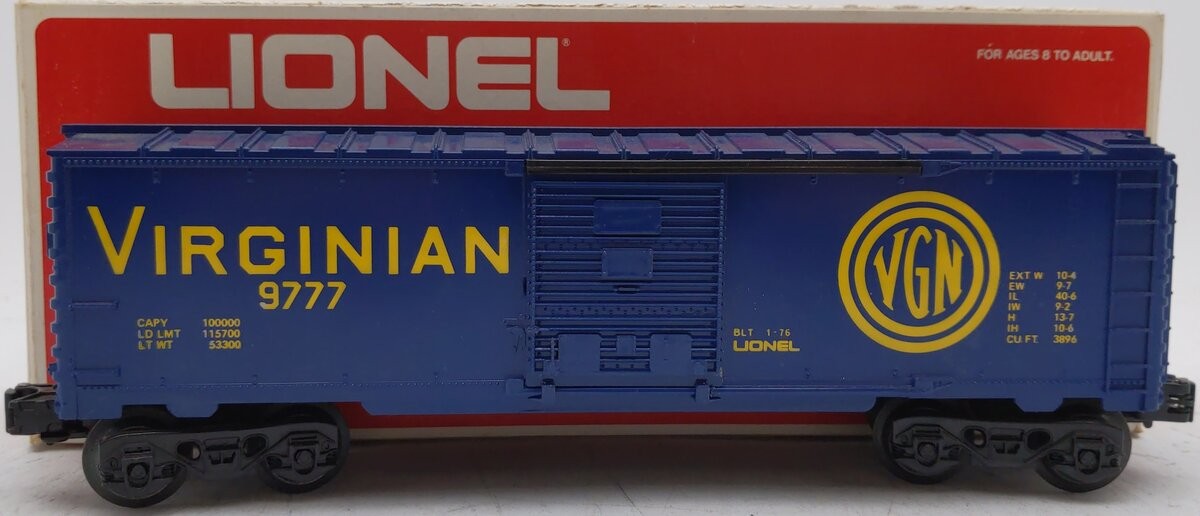 LIONEL®
FOR AGES 8 TO ADULT.
VIRGINIAN
9777
CAPY 100000
LD LMT 115700
LT WT 53300
BLT 1-76
LIONEL
VGN
EXT W 10-4
EW 9-7
IL 40-6
IW 9-2
H 13-7
IH 10-6
CU FT. 3896